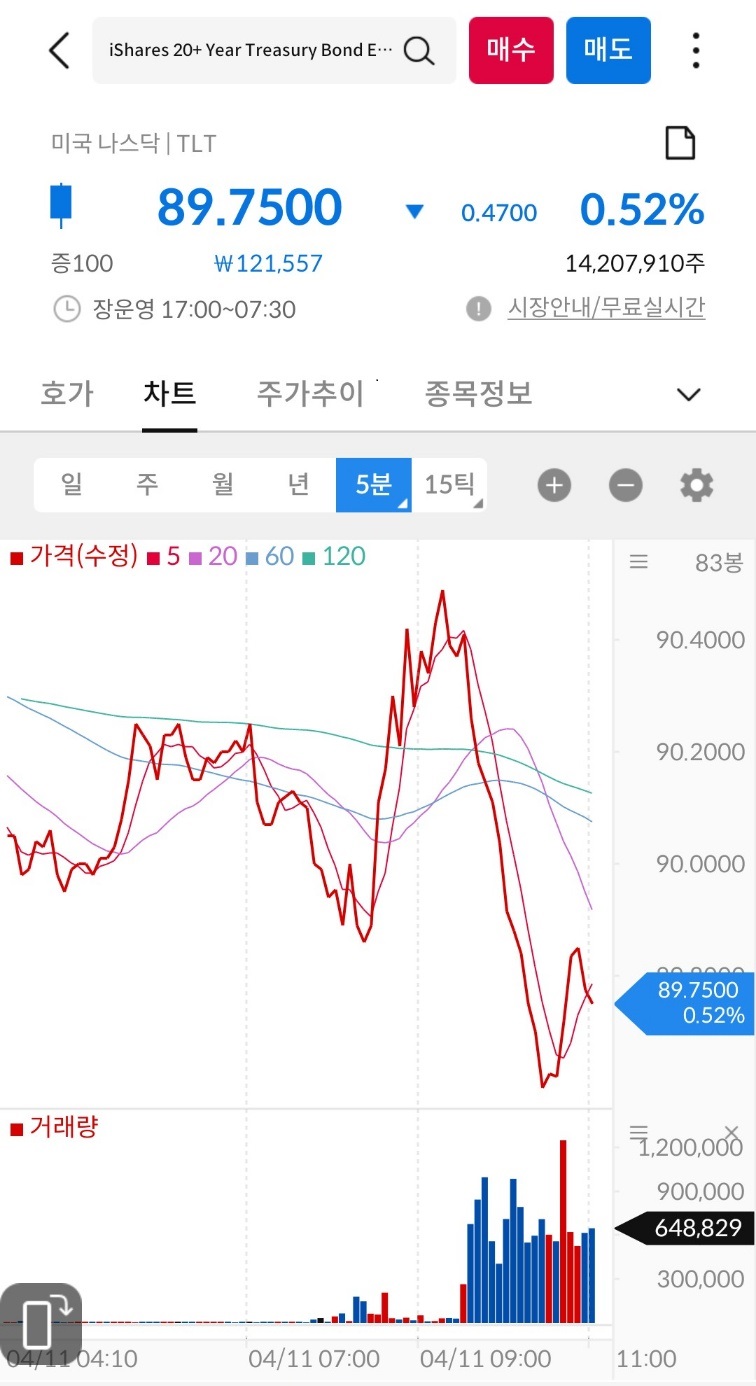 iShares 20+ Year Treasury Bond E…
매수
매도
미국 나스닥 | TLT
89.7500 ▼ 0.4700 0.52%
증100 ₩121,557 14,207,910주
장운영 17:00~07:30 시장안내/무료실시간
호가 차트 주가추이 종목정보
일 주 월 년 5분 15틱
가격(수정) 5 20 60 120 83봉
90.4000
90.2000
90.0000
89.8000
89.7500
0.52%
거래량
1,200,000
900,000
648,829
300,000
04/11 04:10 04/11 07:00 04/11 09:00 11:00